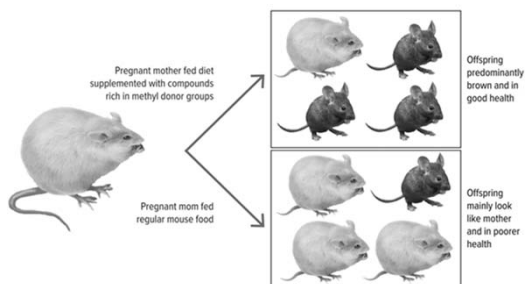 Pregnant mother fed diet
supplemented with compounds
rich in methyl donor groups
Offspring
predominantly
brown and in
good health
Pregnant mom fed
regular mouse food
Offspring
mainly look
like mother
and in poorer
health